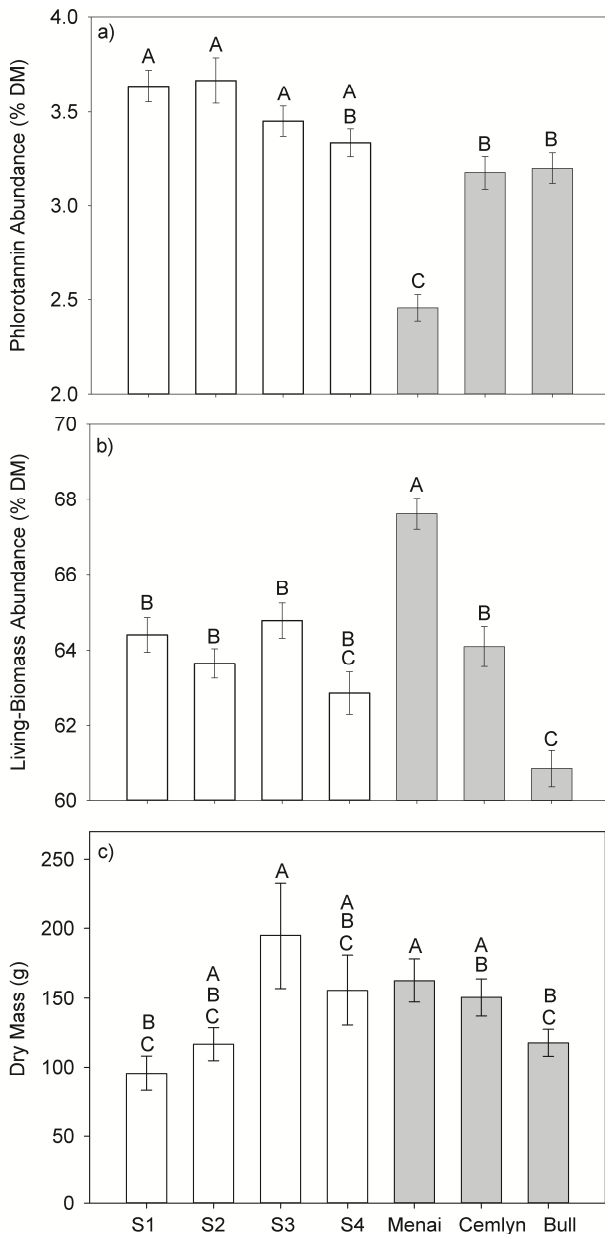 4.0
3.5
3.0
2.5
2.0
Phlorotannin Abundance (% DM)
a)
A
A
A
A
B
C
B
B
70
68
66
64
62
60
Living-Biomass Abundance (% DM)
b)
B
B
B
B
C
A
B
C
250
200
150
100
50
0
Dry Mass (g)
c)
B
C
A
B
C
A
A
B
C
A
A
B
B
C
S1 S2 S3 S4 Menai Cemlyn Bull